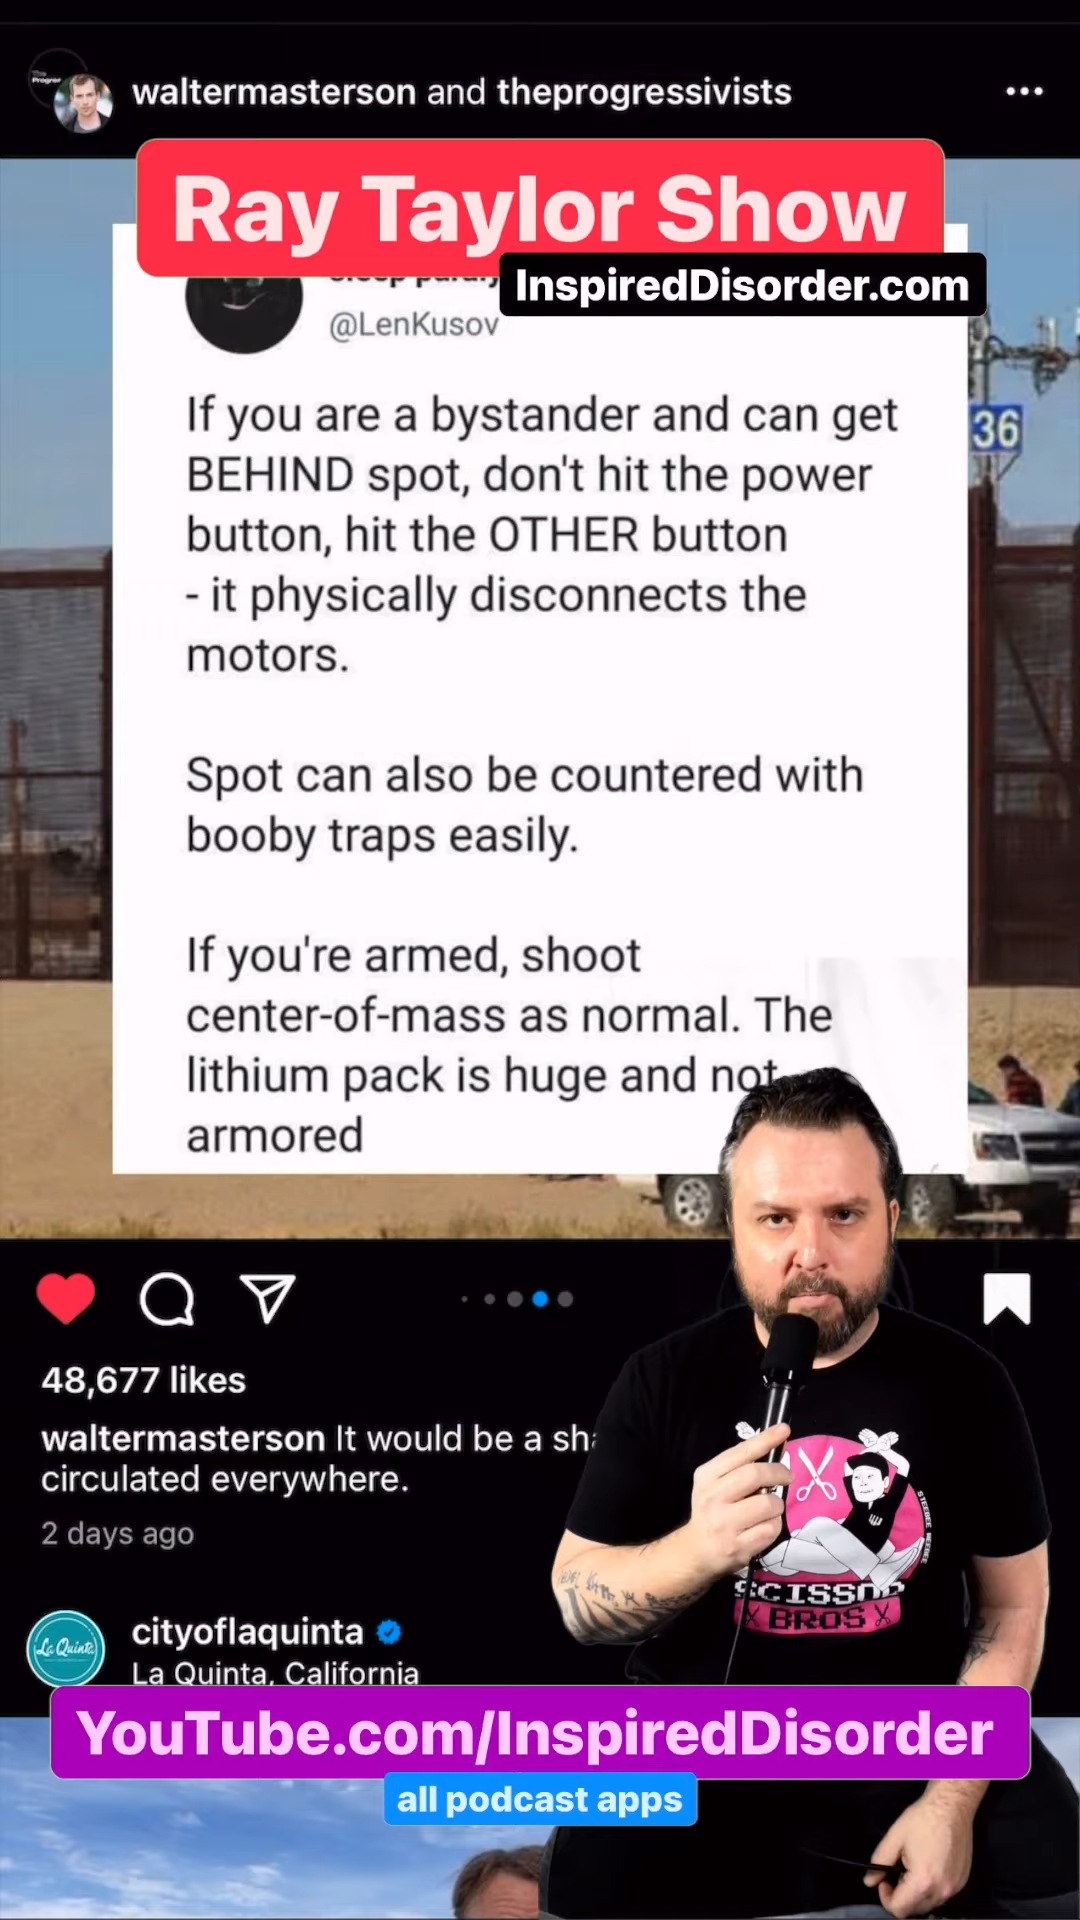 waltermasterson and theprogressivists
Ray Taylor Show
InspiredDisorder.com
@LenKusov
36
If you are a bystander and can get
BEHIND spot, don't hit the power
button, hit the OTHER button
- it physically disconnects the
motors.
Spot can also be countered with
booby traps easily.
If you're armed, shoot
center-of-mass as normal. The
lithium pack is huge and not
armored
48,677 likes
waltermasterson It would be a
circulated everywhere.
2 days ago
SCISSOR
BROS
cityoflaquinta
La Quinta
La Quinta, California
YouTube.com/InspiredDisorder
all podcast apps